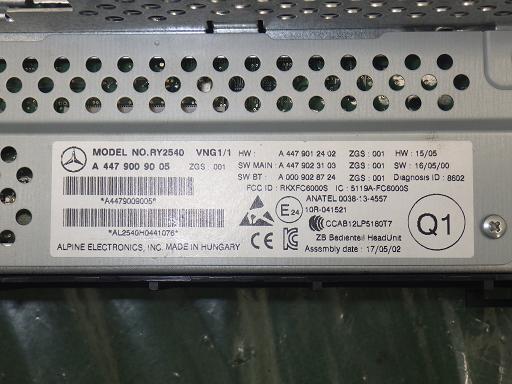 MODEL NO.RY2540 VNG1/1 HW : A 447 901 24 02 ZGS : 001 HW : 15/05
A 447 900 90 05 ZGS : 001 SW MAIN : A 447 902 31 03 ZGS : 001 SW : 16/05/00
SW BT : A 000 902 87 24 ZGS : 001 Diagnosis ID : 8602
FCC ID : RKXFC6000S IC : 5119A-FC6000S
*A4479009005*
ANATEL 0038-13-4557
E24 10R-041521
CCAB12LP5180T7
Q1
*AL2540H0441076*
CE
ZB Bedienteil HeadUnit
ALPINE ELECTRONICS, INC. MADE IN HUNGARY
Assembly date : 17/05/02